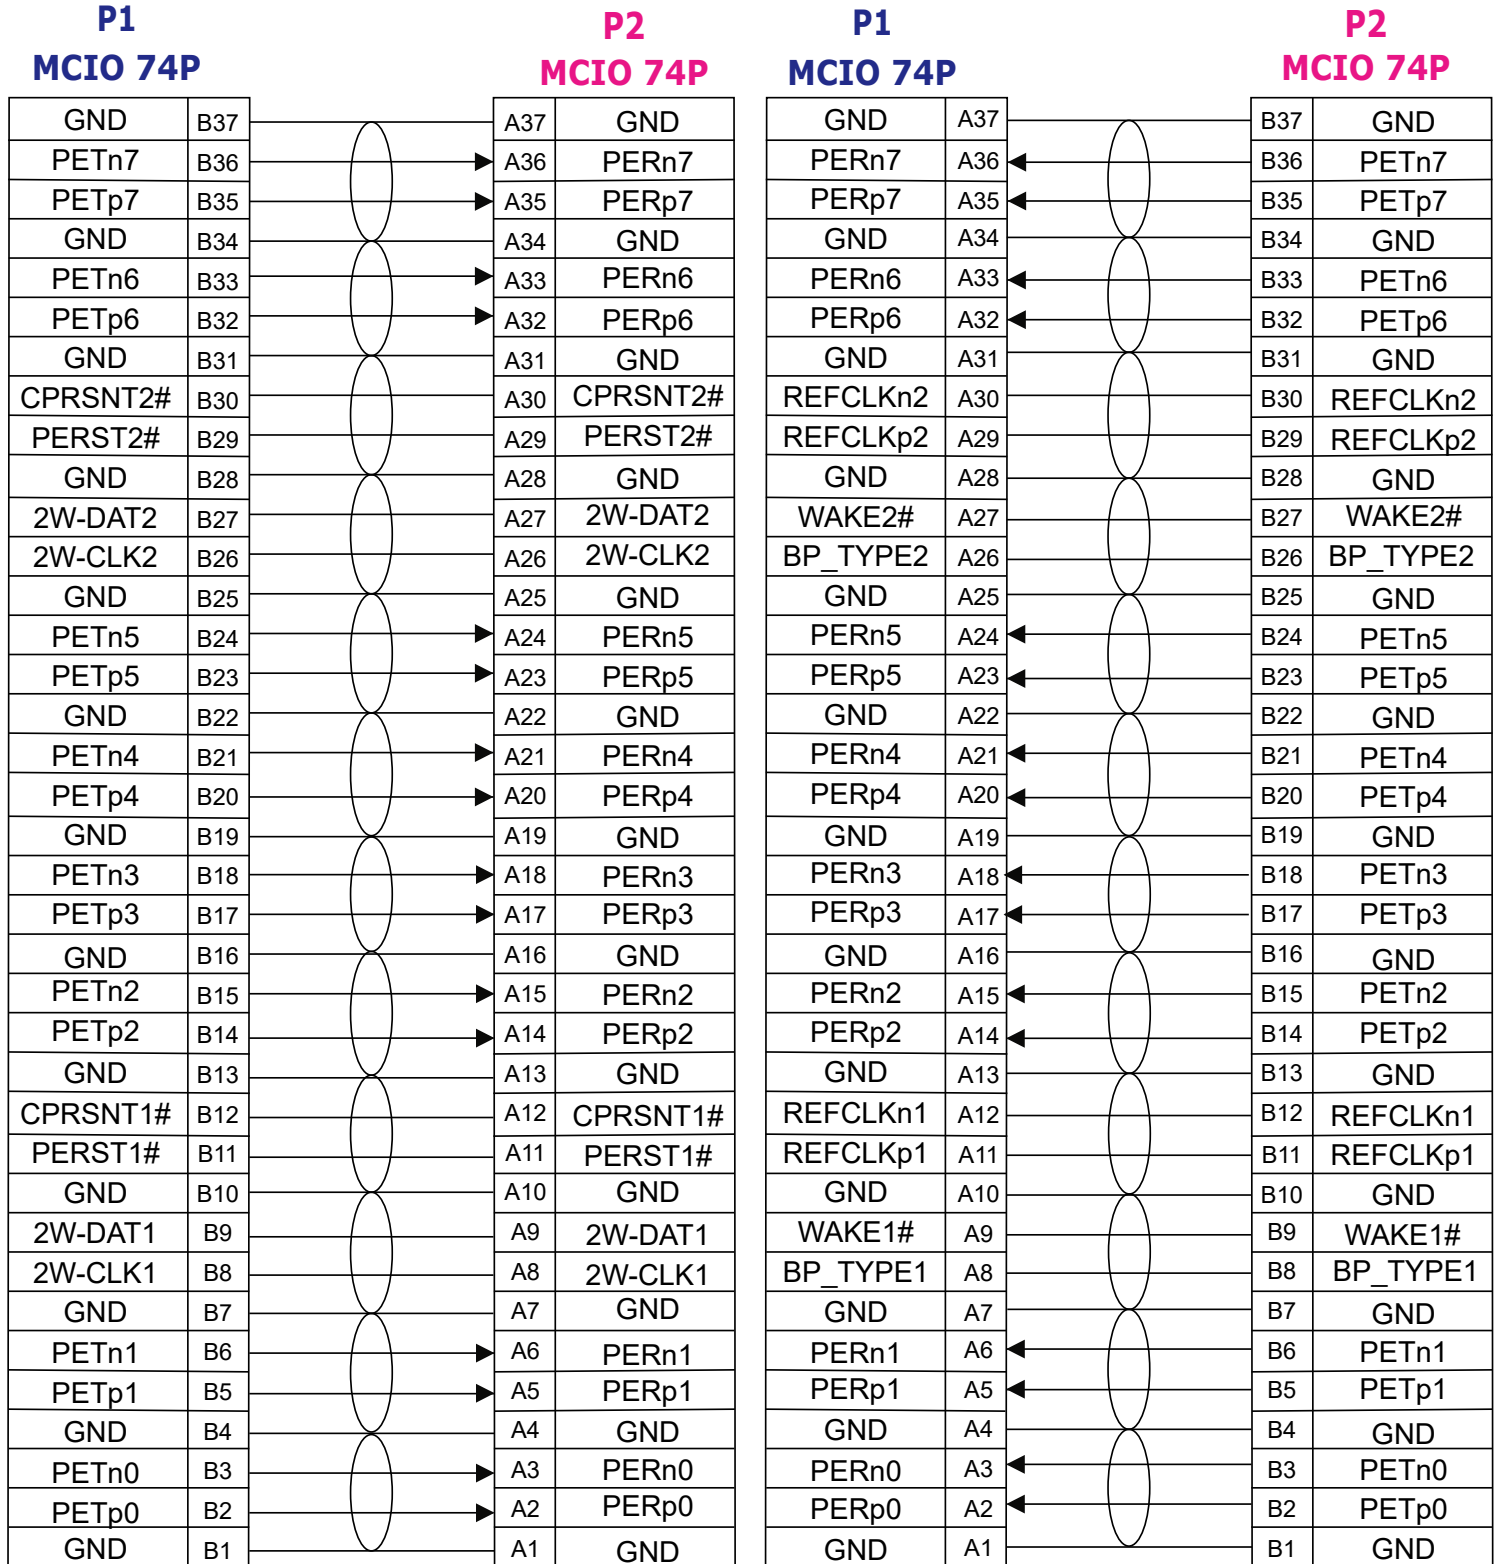 P1 P2 P1 P2
MCIO 74P MCIO 74P MCIO 74P MCIO 74P
GND B37 A37 GND GND A37 B37 GND
PETn7 B36 A36 PERn7 PERn7 A36 B36 PETn7
PETp7 B35 A35 PERp7 PERp7 A35 B35 PETp7
GND B34 A34 GND GND A34 B34 GND
PETn6 B33 A33 PERn6 PERn6 A33 B33 PETn6
PETp6 B32 A32 PERp6 PERp6 A32 B32 PETp6
GND B31 A31 GND GND A31 B31 GND
CPRSNT2# B30 A30 CPRSNT2# REFCLKn2 A30 B30 REFCLKn2
PERST2# B29 A29 PERST2# REFCLKp2 A29 B29 REFCLKp2
GND B28 A28 GND GND A28 B28 GND
2W-DAT2 B27 A27 2W-DAT2 WAKE2# A27 B27 WAKE2#
2W-CLK2 B26 A26 2W-CLK2 BP_TYPE2 A26 B26 BP_TYPE2
GND B25 A25 GND GND A25 B25 GND
PETn5 B24 A24 PERn5 PERn5 A24 B24 PETn5
PETp5 B23 A23 PERp5 PERp5 A23 B23 PETp5
GND B22 A22 GND GND A22 B22 GND
PETn4 B21 A21 PERn4 PERn4 A21 B21 PETn4
PETp4 B20 A20 PERp4 PERp4 A20 B20 PETp4
GND B19 A19 GND GND A19 B19 GND
PETn3 B18 A18 PERn3 PERn3 A18 B18 PETn3
PETp3 B17 A17 PERp3 PERp3 A17 B17 PETp3
GND B16 A16 GND GND A16 B16 GND
PETn2 B15 A15 PERn2 PERn2 A15 B15 PETn2
PETp2 B14 A14 PERp2 PERp2 A14 B14 PETp2
GND B13 A13 GND GND A13 B13 GND
CPRSNT1# B12 A12 CPRSNT1# REFCLKn1 A12 B12 REFCLKn1
PERST1# B11 A11 PERST1# REFCLKp1 A11 B11 REFCLKp1
GND B10 A10 GND GND A10 B10 GND
2W-DAT1 B9 A9 2W-DAT1 WAKE1# A9 B9 WAKE1#
2W-CLK1 B8 A8 2W-CLK1 BP_TYPE1 A8 B8 BP_TYPE1
GND B7 A7 GND GND A7 B7 GND
PETn1 B6 A6 PERn1 PERn1 A6 B6 PETn1
PETp1 B5 A5 PERp1 PERp1 A5 B5 PETp1
GND B4 A4 GND GND A4 B4 GND
PETn0 B3 A3 PERn0 PERn0 A3 B3 PETn0
PETp0 B2 A2 PERp0 PERp0 A2 B2 PETp0
GND B1 A1 GND GND A1 B1 GND